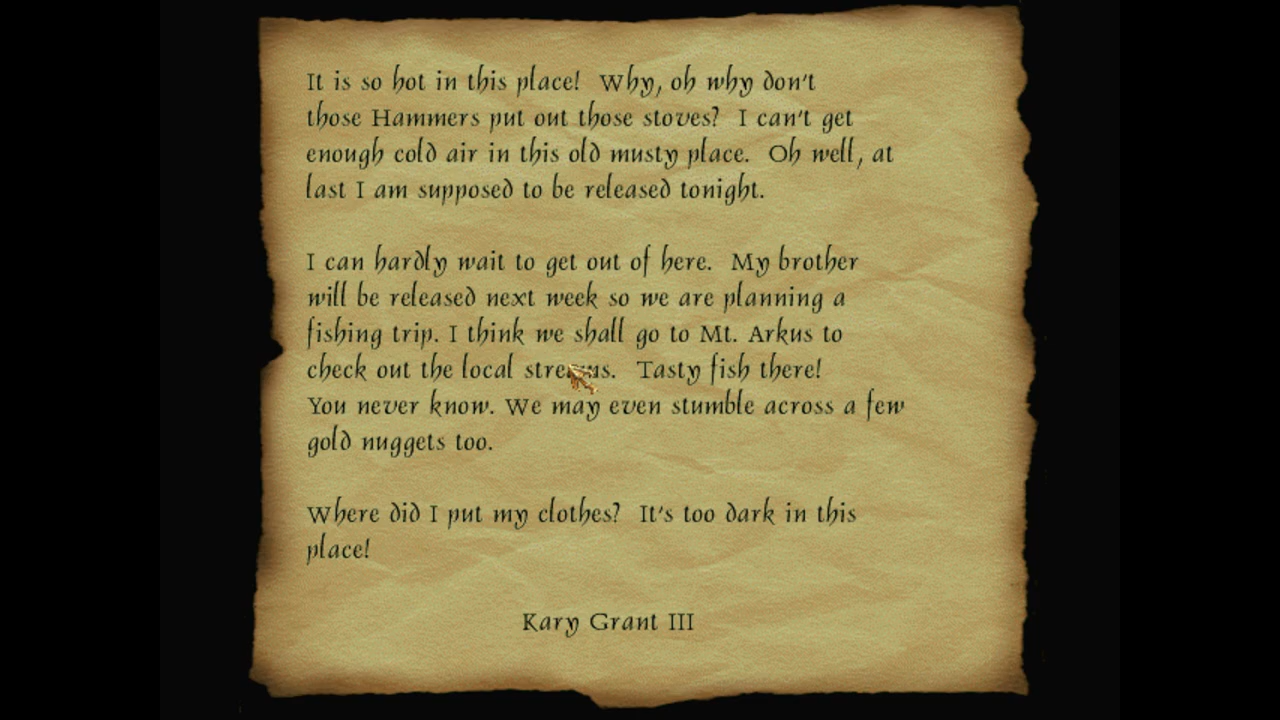 It is so hot in this place! Why, oh why don't
those Hammers put out those stoves? I can't get
enough cold air in this old musty place. Oh well, at
last I am supposed to be released tonight.
I can hardly wait to get out of here. My brother
will be released next week so we are planning a
fishing trip. I think we shall go to Mt. Arkus to
check out the local streams. Tasty fish there!
You never know. We may even stumble across a few
gold nuggets too.
Where did I put my clothes? It's too dark in this
place!
Kary Grant III